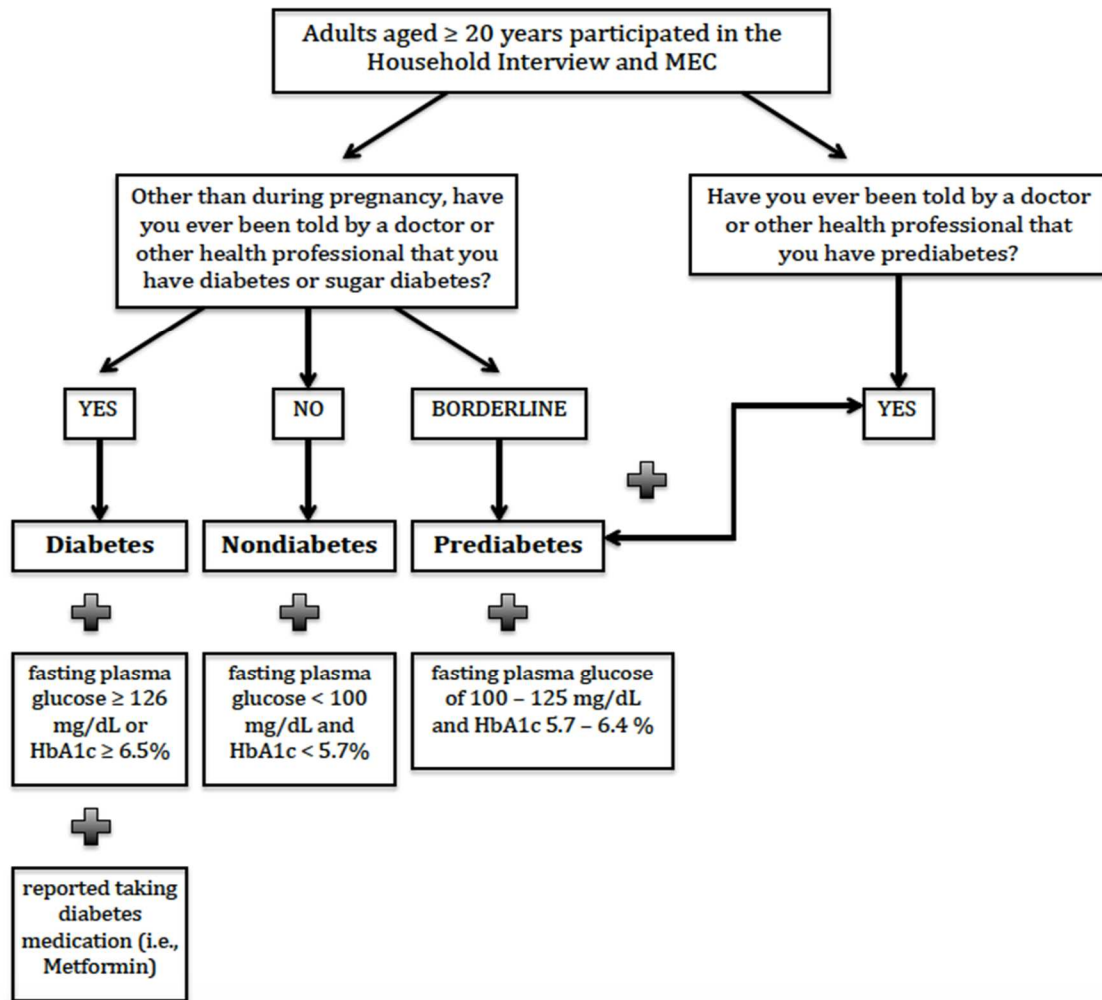 Adults aged ≥ 20 years participated in the
Household Interview and MEC
Other than during pregnancy, have
you ever been told by a doctor or
other health professional that you
have diabetes or sugar diabetes?
Have you ever been told by a doctor
or other health professional that
you have prediabetes?
YES
NO
BORDERLINE
YES
Diabetes
Nondiabetes
Prediabetes
fasting plasma
glucose ≥ 126
mg/dL or
HbA1c ≥ 6.5%
fasting plasma
glucose < 100
mg/dL and
HbA1c < 5.7%
fasting plasma glucose
of 100 – 125 mg/dL
and HbA1c 5.7 – 6.4 %
reported taking
diabetes
medication (i.e.,
Metformin)